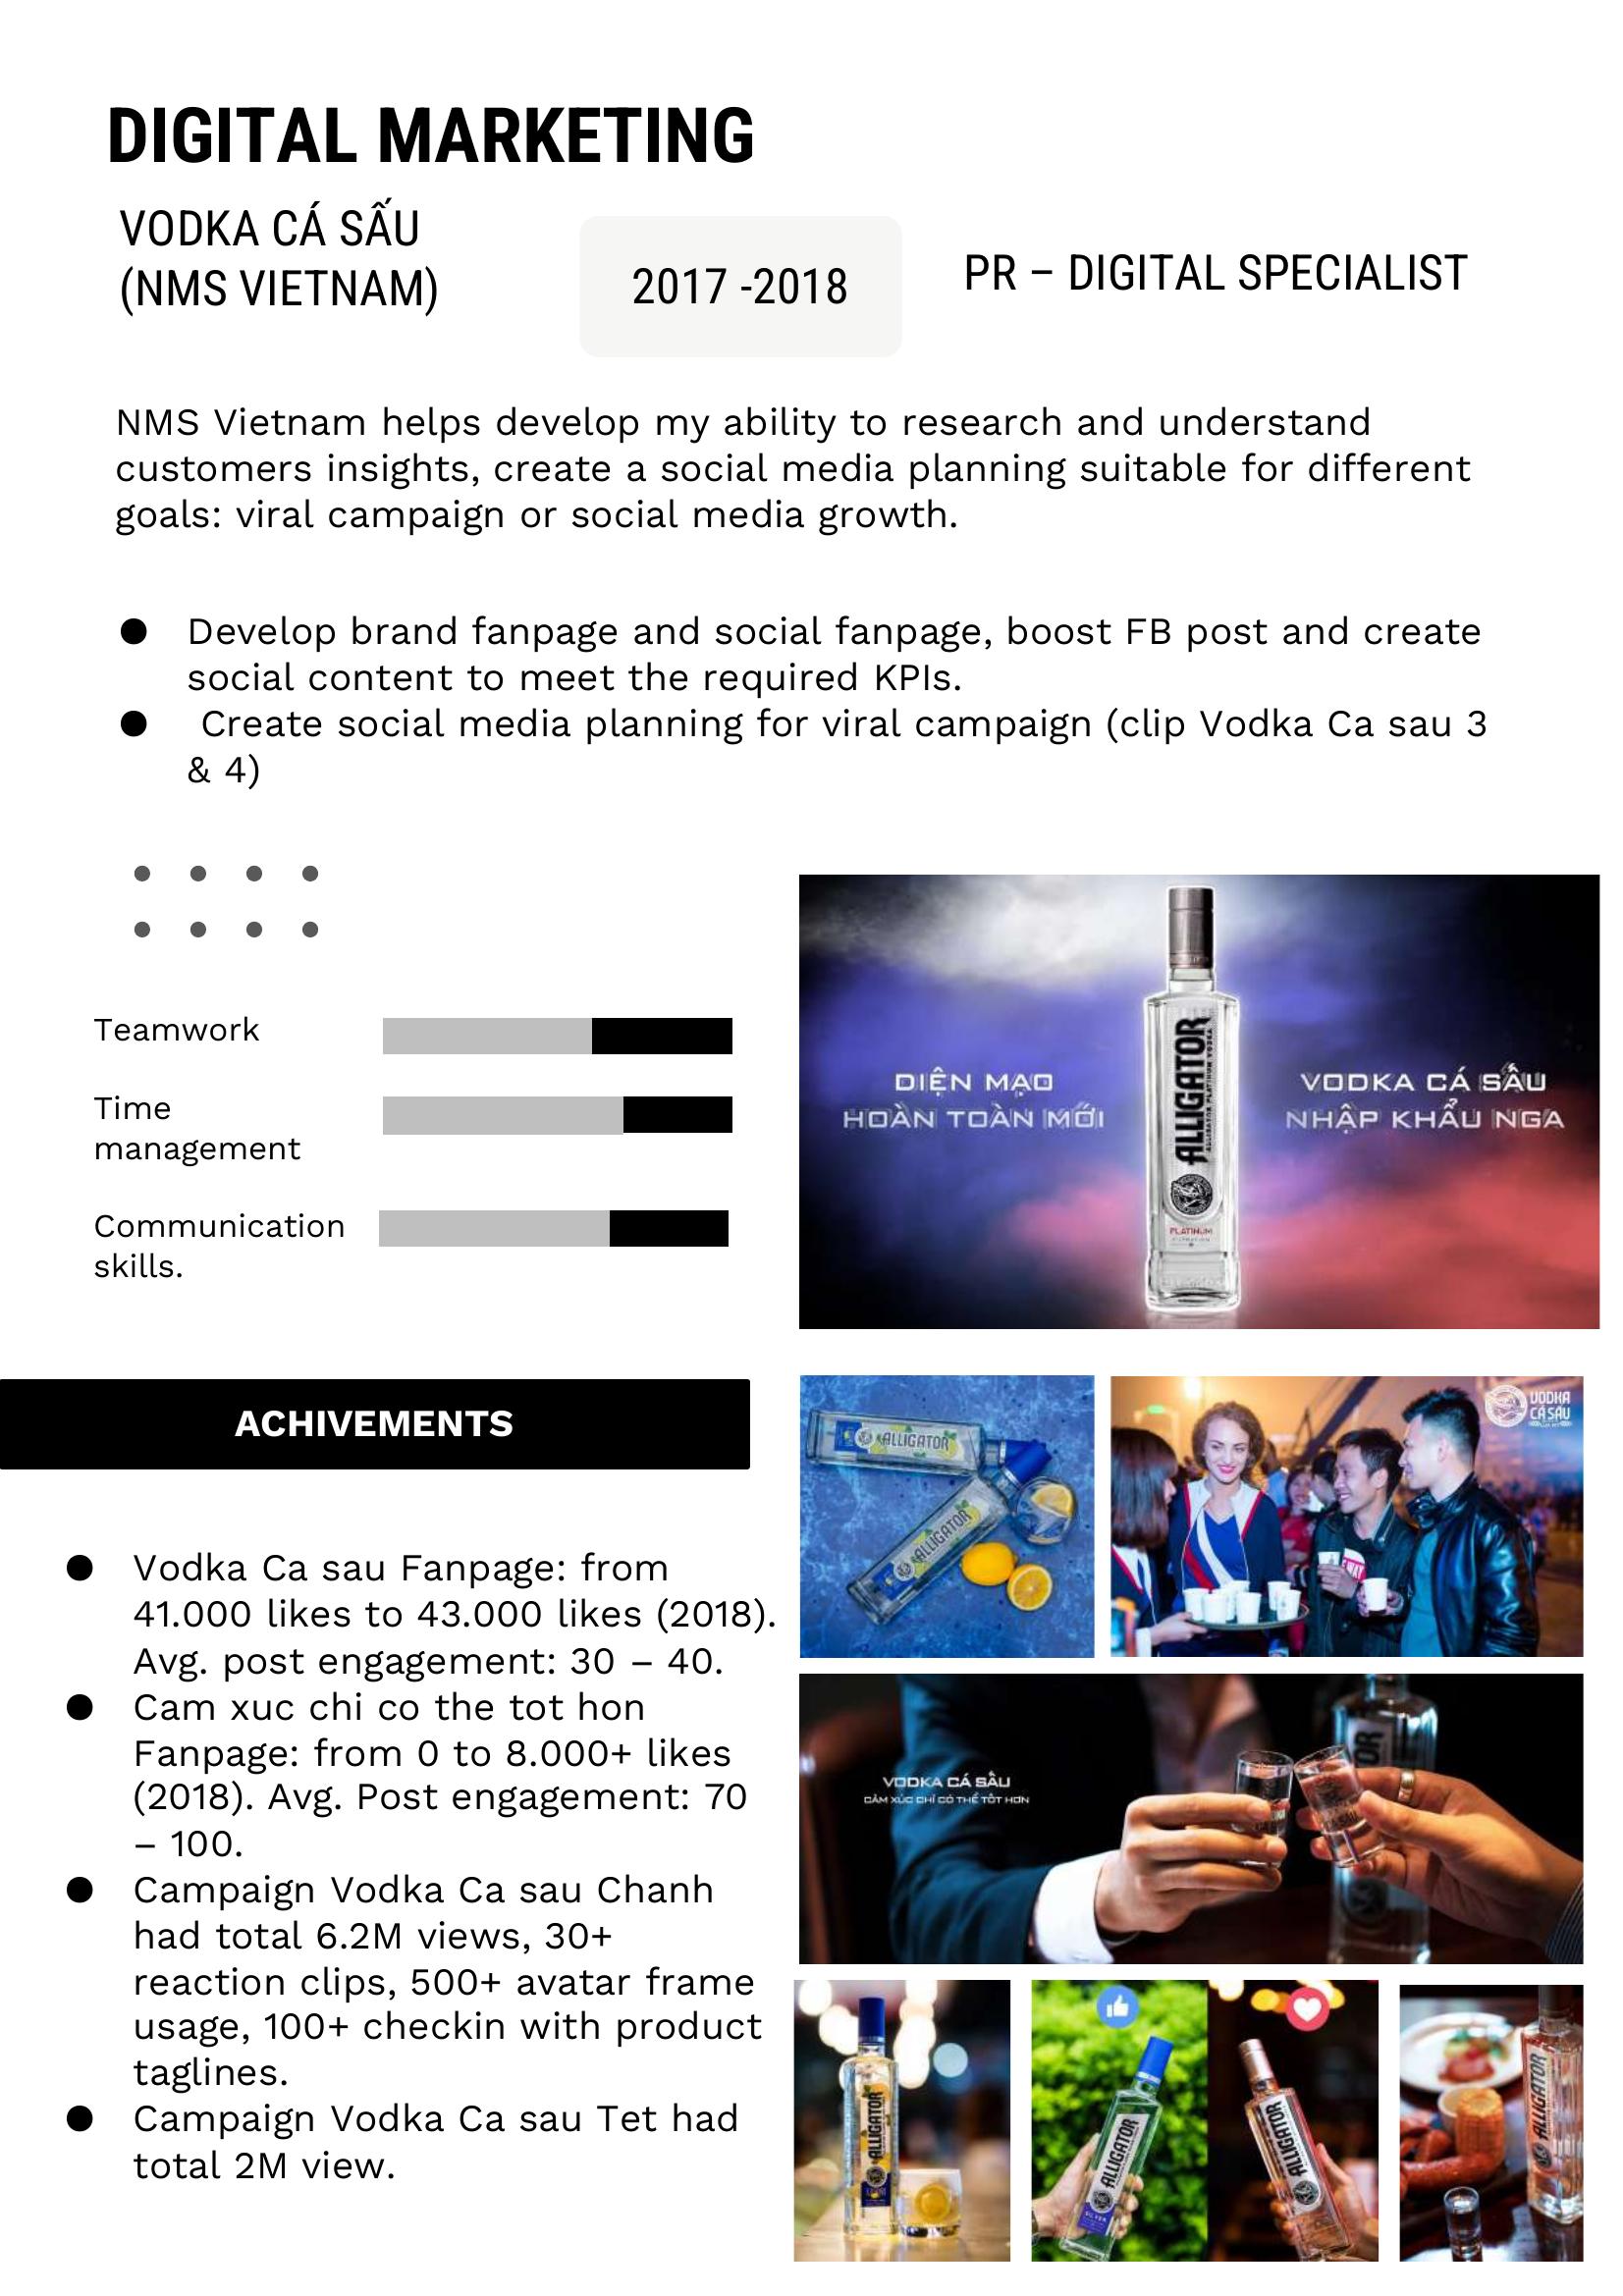 DIGITAL MARKETING
VODKA CÁ SẤU
(NMS VIETNAM)
2017 -2018
PR – DIGITAL SPECIALIST
NMS Vietnam helps develop my ability to research and understand
customers insights, create a social media planning suitable for different
goals: viral campaign or social media growth.
● Develop brand fanpage and social fanpage, boost FB post and create
social content to meet the required KPIs.
● Create social media planning for viral campaign (clip Vodka Ca sau 3
& 4)
Teamwork
Time
management
Communication
skills.
DIỆN MẠO
HOÀN TOÀN MỚI
ALLIGATOR
ALLIGATOR PLATINUM VODKA
PLATINUM
VODKA CÁ SẤU
NHẬP KHẨU NGA
ACHIVEMENTS
● Vodka Ca sau Fanpage: from
41.000 likes to 43.000 likes (2018).
Avg. post engagement: 30 – 40.
● Cam xuc chi co the tot hon
Fanpage: from 0 to 8.000+ likes
(2018). Avg. Post engagement: 70
– 100.
● Campaign Vodka Ca sau Chanh
had total 6.2M views, 30+
reaction clips, 500+ avatar frame
usage, 100+ checkin with product
taglines.
● Campaign Vodka Ca sau Tet had
total 2M view.
ALLIGATOR
ALLIGATOR
VODKA
CÁ SẤU
VODKA CÁ SẤU
CẢM XÚC CHỈ CÓ THỂ TỐT HƠN
ALLIGATOR
ALLIGATOR
SILVER
ALLIGATOR
ALLIGATOR